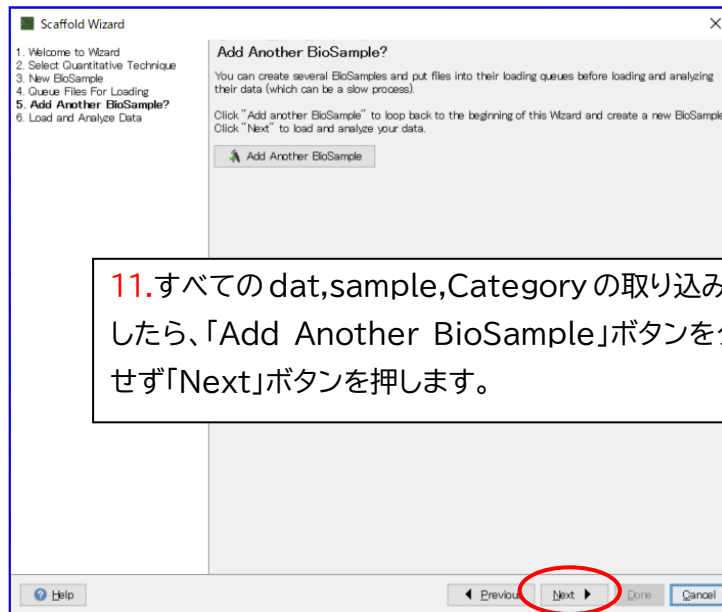 Scaffold Wizard
1. Welcome to Wizard
2. Select Quantitative Technique
3. New BioSample
4. Queue Files For Loading
5. Add Another BioSample?
6. Load and Analyze Data
Add Another BioSample?
You can create several BioSamples and put files into their loading queues before loading and analyzing
their data (which can be a slow process).
Click "Add another BioSample" to loop back to the beginning of this Wizard and create a new BioSample
Click "Next" to load and analyze your data.
Add Another BioSample
11.すべてのdat,sample,Categoryの取り込み
したら、「Add Another BioSample」ボタンを
せず「Next」ボタンを押します。
Help
Previous
Next
Done
Cancel